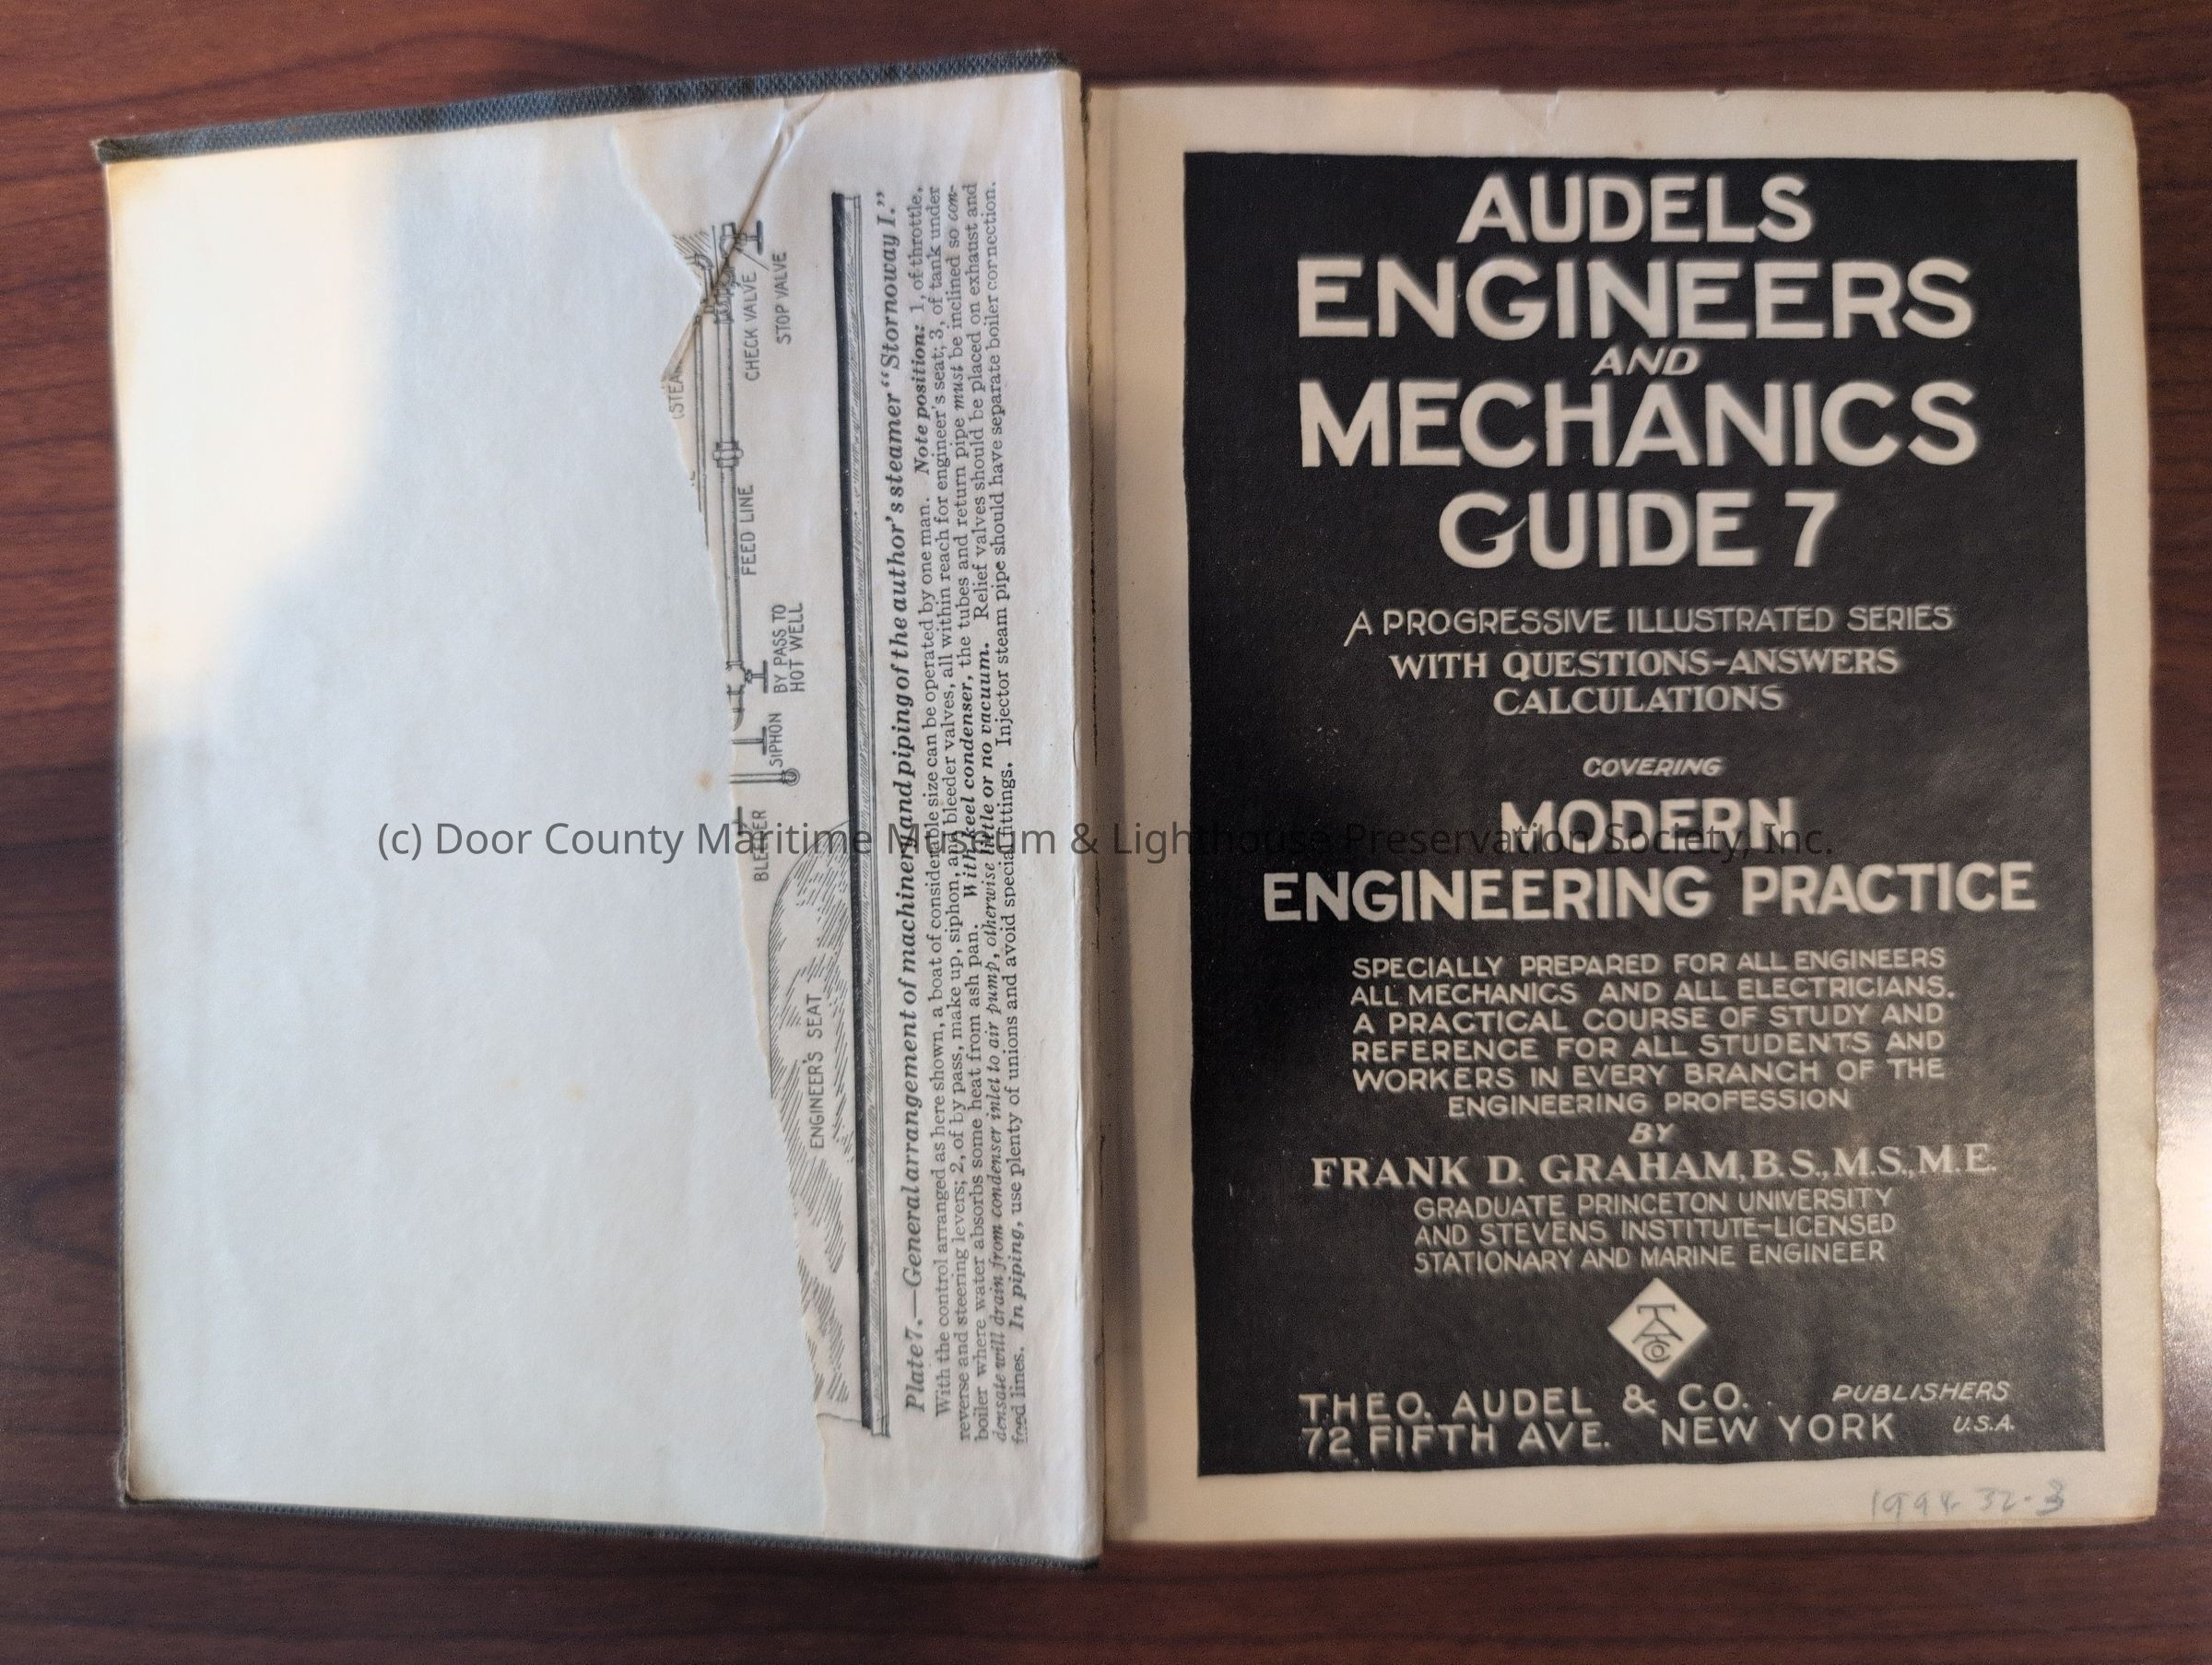 (STEA
CHECK VALVE
STOP VALVE
FEED LINE
BY PASS TO
HOT WELL
SIPHON
BLEEDER
ENGINEER'S SEAT
Plate 7.—General arrangement of machinery and piping of the author's steamer "Stornoway I."
With the control arranged as here shown, a boat of considerable size can be operated by one man. Note position: 1, of throttle,
reverse and steering levers; 2, of by pass, make up, siphon, and bleeder valves, all within reach for engineer's seat; 3, of tank under
boiler where water absorbs some heat from ash pan. With keel condenser, the tubes and return pipe must be inclined so con-
densate will drain from condenser inlet to air pump, otherwise little or no vacuum. Relief valves should be placed on exhaust and
feed lines. In piping, use plenty of unions and avoid special fittings. Injector steam pipe should have separate boiler connection.
AUDELS
ENGINEERS
AND
MECHANICS
GUIDE 7
A PROGRESSIVE ILLUSTRATED SERIES
WITH QUESTIONS-ANSWERS
CALCULATIONS
COVERING
MODERN
ENGINEERING PRACTICE
SPECIALLY PREPARED FOR ALL ENGINEERS
ALL MECHANICS AND ALL ELECTRICIANS.
A PRACTICAL COURSE OF STUDY AND
REFERENCE FOR ALL STUDENTS AND
WORKERS IN EVERY BRANCH OF THE
ENGINEERING PROFESSION
BY
FRANK D. GRAHAM, B.S., M.S., M.E.
GRADUATE PRINCETON UNIVERSITY
AND STEVENS INSTITUTE-LICENSED
STATIONARY AND MARINE ENGINEER
THEO. AUDEL & CO. PUBLISHERS
72 FIFTH AVE. NEW YORK U.S.A.
(c) Door County Maritime Museum & Lighthouse Preservation Society, Inc.